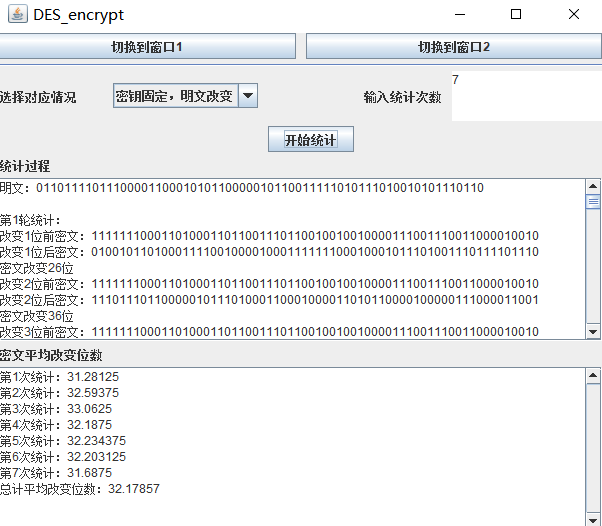 DES_encrypt
切换到窗口1 切换到窗口2
选择对应情况 密钥固定，明文改变 输入统计次数 7
开始统计
统计过程
明文：0110111101110000110001010110000010110011111010111010010101110110
第1轮统计：
改变1位前密文：1111111100011010001101100111011001001001000011100111001100001 0010
改变1位后密文：0100101101000111100100001000111111100010001011101001110111101110
密文改变26位
改变2位前密文：1111111100011010001101100111011001001001000011100111001100001 0010
改变2位后密文：1110111011000001011101000110001000011010110000100000111000011001
密文改变36位
改变3位前密文：1111111100011010001101100111011001001001000011100111001100001 0010
密文平均改变位数
第1次统计：31.28125
第2次统计：32.59375
第3次统计：33.0625
第4次统计：32.1875
第5次统计：32.234375
第6次统计：32.203125
第7次统计：31.6875
总计平均改变位数：32.17857